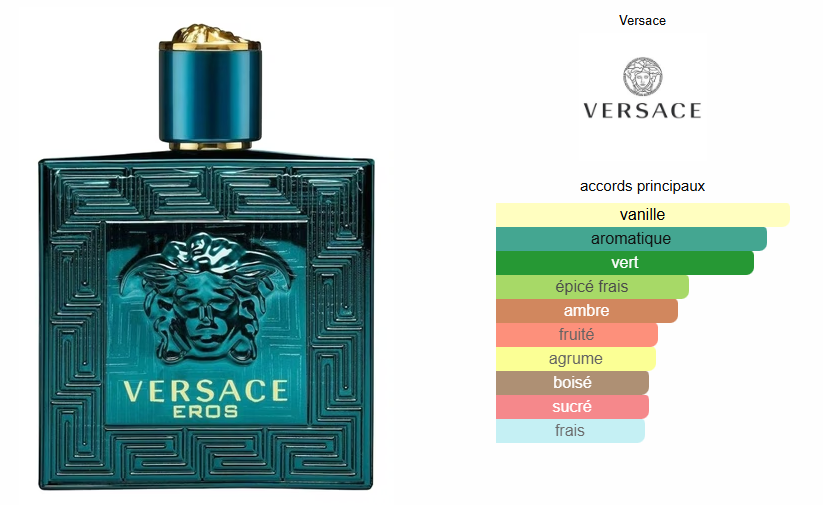 VERSACE
EROS
Versace
VERSACE
accords principaux
vanille
aromatique
vert
épicé frais
ambre
fruité
agrume
boisé
sucré
frais